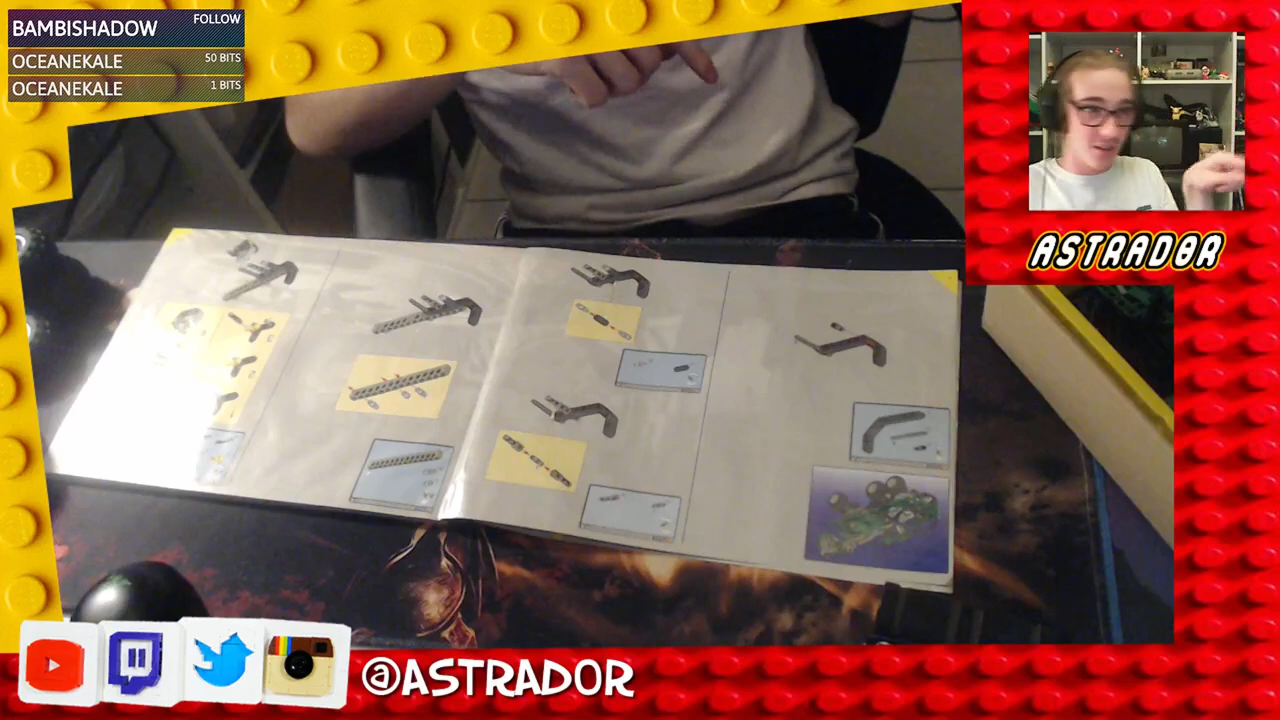 BAMBISHADOW FOLLOW
OCEANEKALE 50 BITS
OCEANEKALE 1 BITS
ASTRADOR
@ASTRADOR